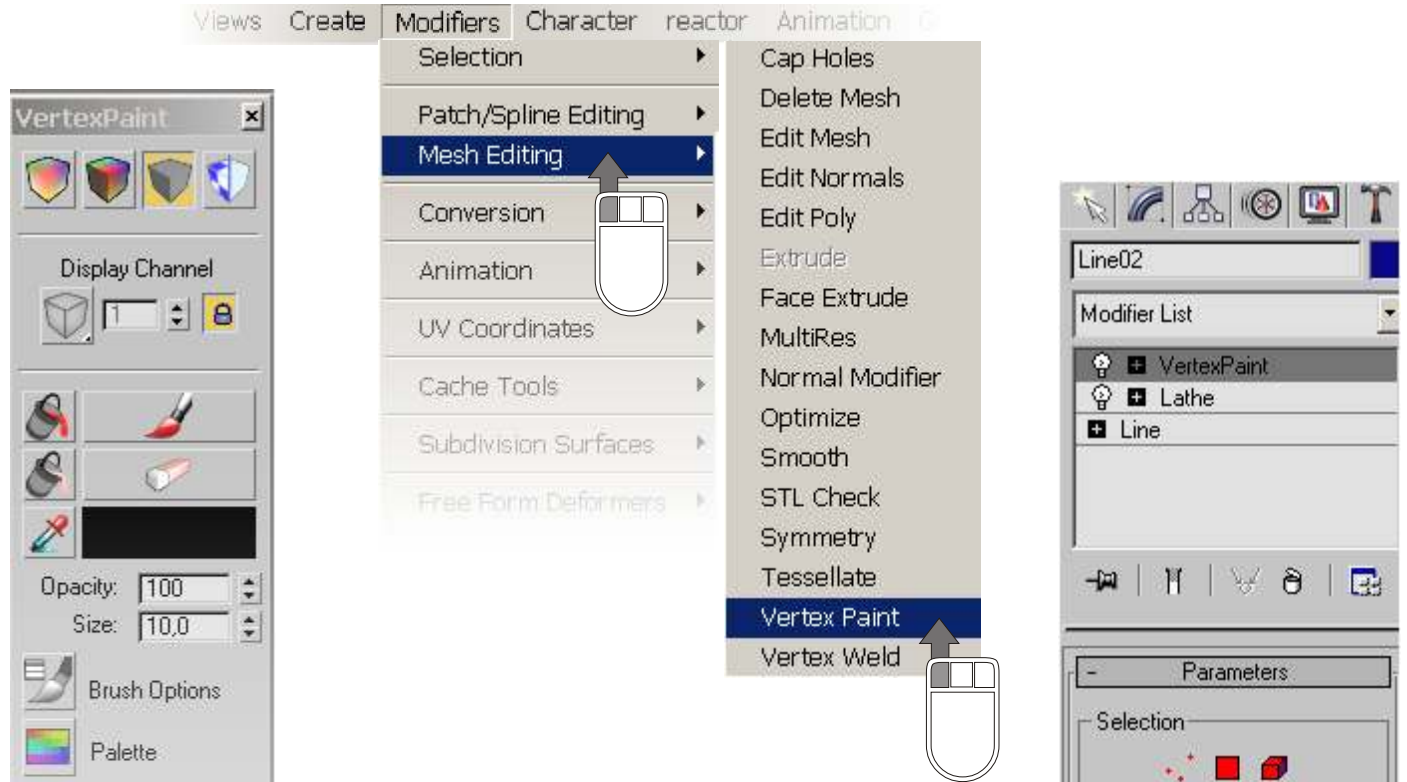 Views Create Modifiers Character reactor Animation
VertexPaint
Display Channel
1
Opacity: 100
Size: 10,0
Brush Options
Palette
Selection
Patch/Spline Editing
Mesh Editing
Conversion
Animation
UV Coordinates
Cache Tools
Subdivision Surfaces
Free Form Deformers
Cap Holes
Delete Mesh
Edit Mesh
Edit Normals
Edit Poly
Extrude
Face Extrude
MultiRes
Normal Modifier
Optimize
Smooth
STL Check
Symmetry
Tessellate
Vertex Paint
Vertex Weld
Line02
Modifier List
VertexPaint
Lathe
Line
- Parameters
Selection